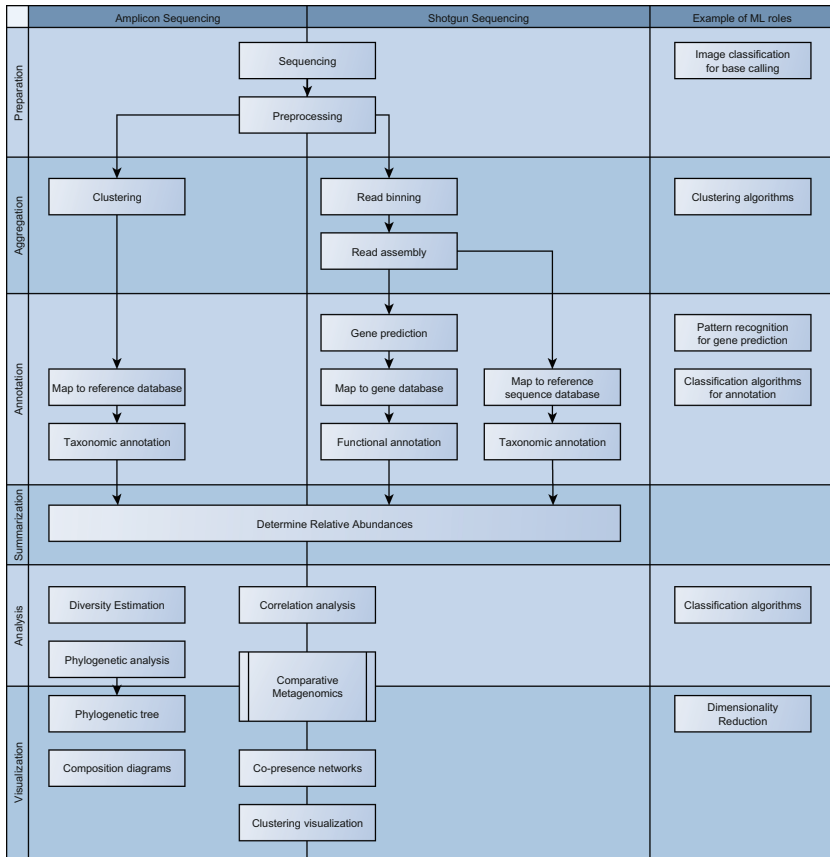 Amplicon Sequencing
Shotgun Sequencing
Example of ML roles
Preparation
Sequencing
Image classification
for base calling
Preprocessing
Aggregation
Clustering
Read binning
Clustering algorithms
Read assembly
Annotation
Gene prediction
Pattern recognition
for gene prediction
Map to reference database
Map to gene database
Map to reference
sequence database
Classification algorithms
for annotation
Taxonomic annotation
Functional annotation
Taxonomic annotation
Summarization
Determine Relative Abundances
Analysis
Diversity Estimation
Correlation analysis
Classification algorithms
Phylogenetic analysis
Comparative
Metagenomics
Visualization
Phylogenetic tree
Dimensionality
Reduction
Composition diagrams
Co-presence networks
Clustering visualization